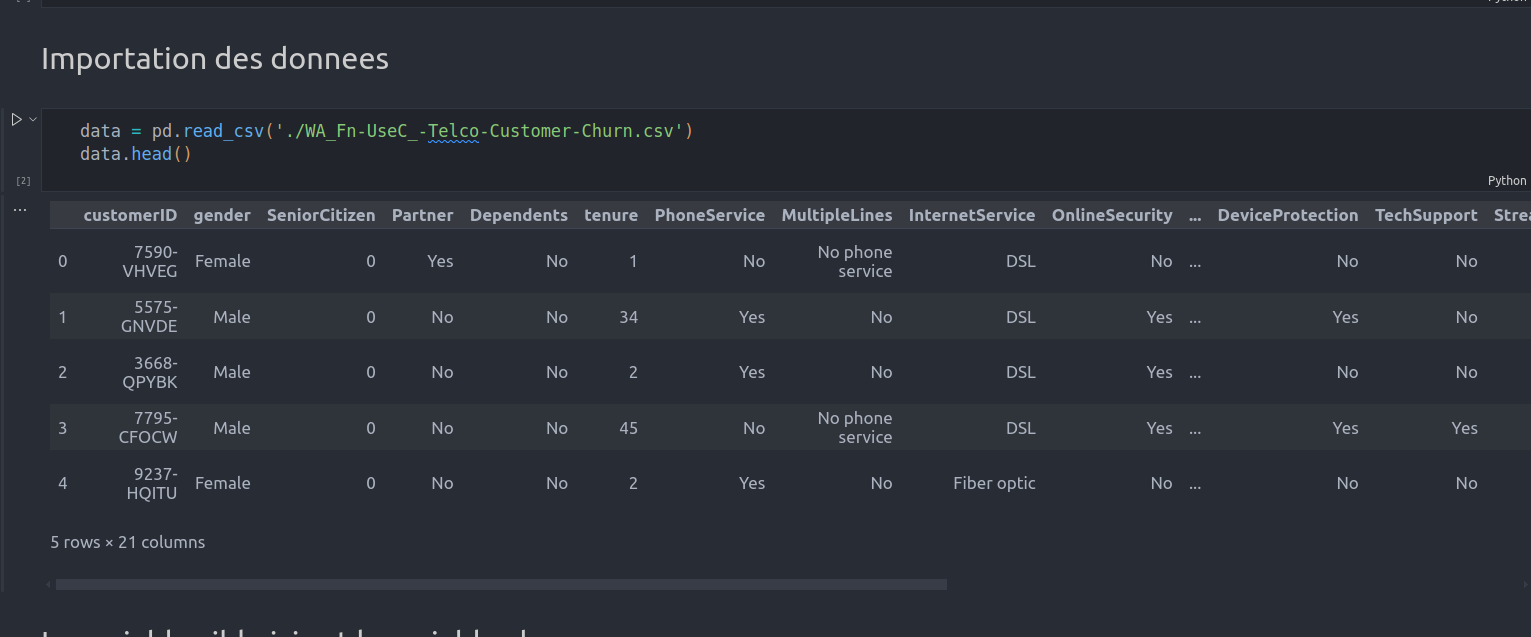 Importation des donnees
data = pd.read_csv('./WA_Fn-UseC_-Telco-Customer-Churn.csv')
data.head()
[2]
Python
... customerID gender SeniorCitizen Partner Dependents tenure PhoneService MultipleLines InternetService OnlineSecurity ... DeviceProtection TechSupport Strea
0 7590-VHVEG Female 0 Yes No 1 No No phone service DSL No ... No No
1 5575-GNVDE Male 0 No No 34 Yes No DSL Yes ... Yes No
2 3668-QPYBK Male 0 No No 2 Yes No DSL Yes ... No No
3 7795-CFOCW Male 0 No No 45 No No phone service DSL Yes ... Yes Yes
4 9237-HQITU Female 0 No No 2 Yes No Fiber optic No ... No No
5 rows × 21 columns